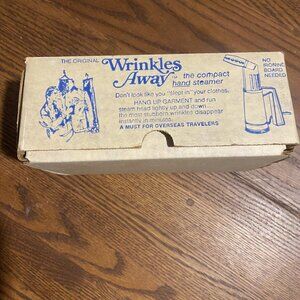 THE ORIGINAL
Wrinkles
Away™
the compact
hand steamer
Don't look like you "slept in" your clothes.
HANG UP GARMENT and run
steam head lightly up and down...
the most stubborn wrinkles disappear
instantly in minutes.
A MUST FOR OVERSEAS TRAVELERS
NO
IRONING
BOARD
NEEDED